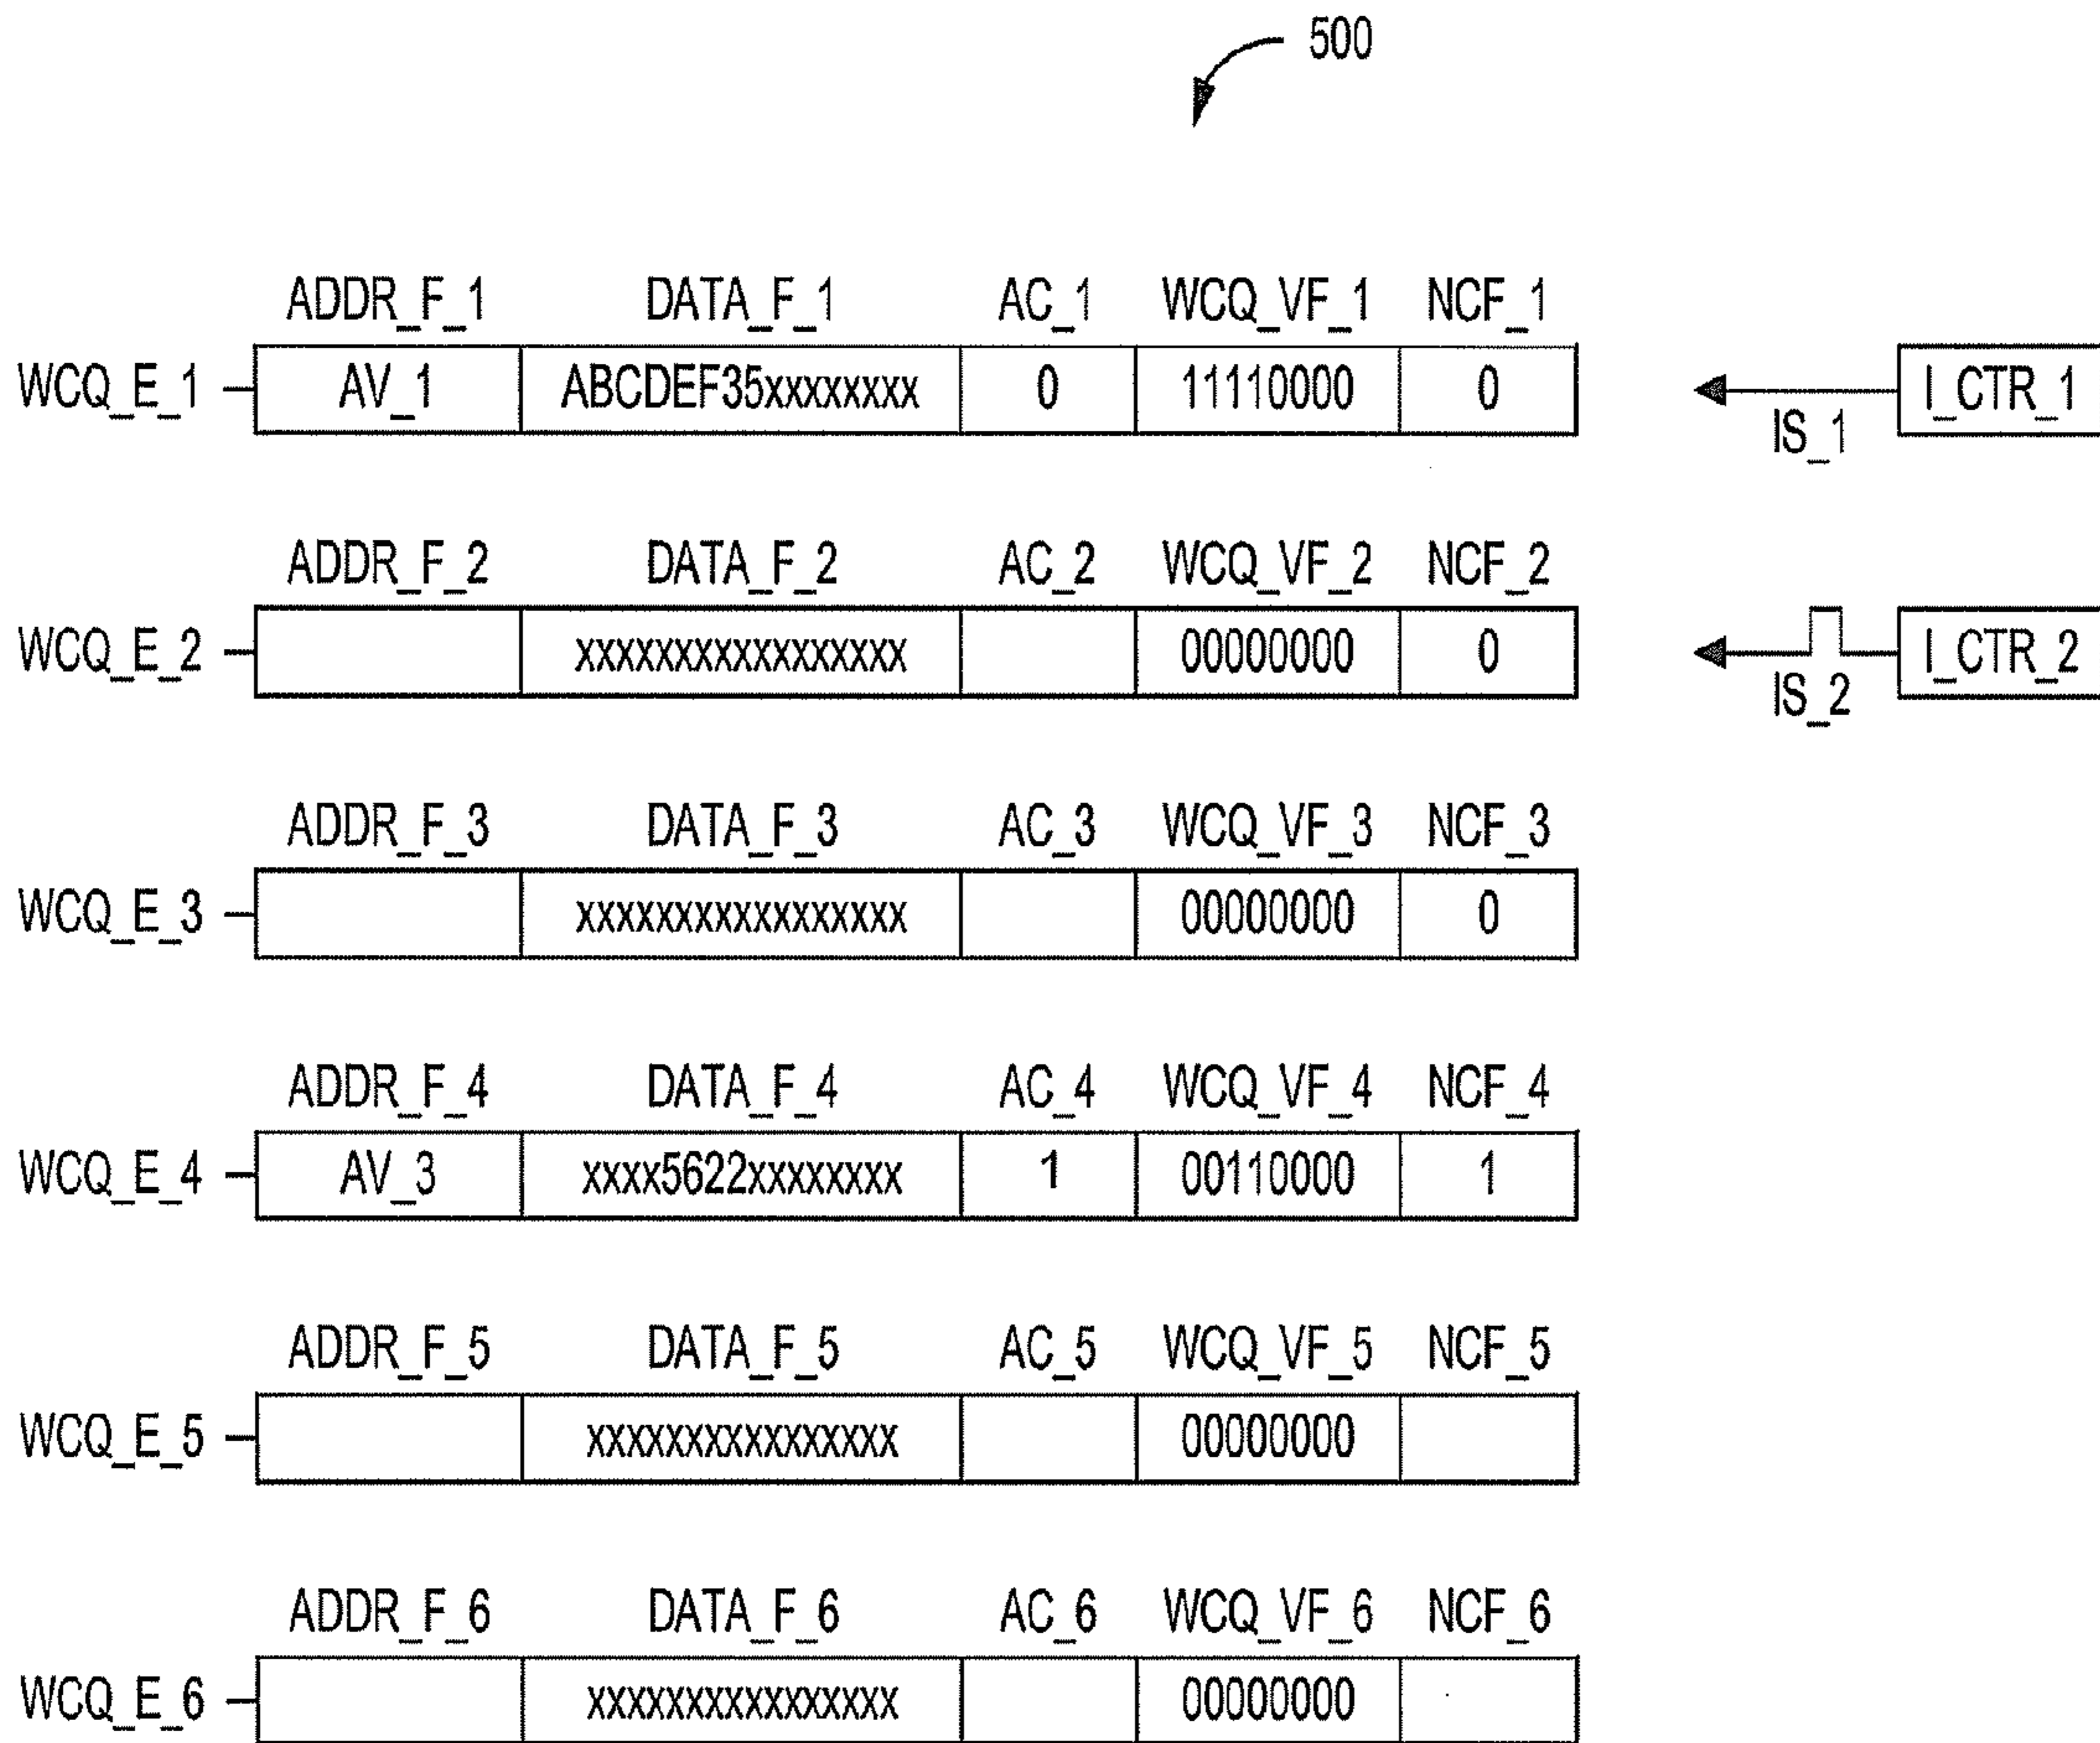 500
ADDR_F_1 DATA_F_1 AC_1 WCQ_VF_1 NCF_1
WCQ_E_1 AV_1 ABCDEF35xxxxxxxx 0 11110000 0 IS_1 I_CTR_1
ADDR_F_2 DATA_F_2 AC_2 WCQ_VF_2 NCF_2
WCQ_E_2 xxxxxxxxxxxxxxxxx 00000000 0 IS_2 I_CTR_2
ADDR_F_3 DATA_F_3 AC_3 WCQ_VF_3 NCF_3
WCQ_E_3 xxxxxxxxxxxxxxxxx 00000000 0
ADDR_F_4 DATA_F_4 AC_4 WCQ_VF_4 NCF_4
WCQ_E_4 AV_3 xxxx5622xxxxxxxx 1 00110000 1
ADDR_F_5 DATA_F_5 AC_5 WCQ_VF_5 NCF_5
WCQ_E_5 xxxxxxxxxxxxxxxx 00000000
ADDR_F_6 DATA_F_6 AC_6 WCQ_VF_6 NCF_6
WCQ_E_6 xxxxxxxxxxxxxxxx 00000000